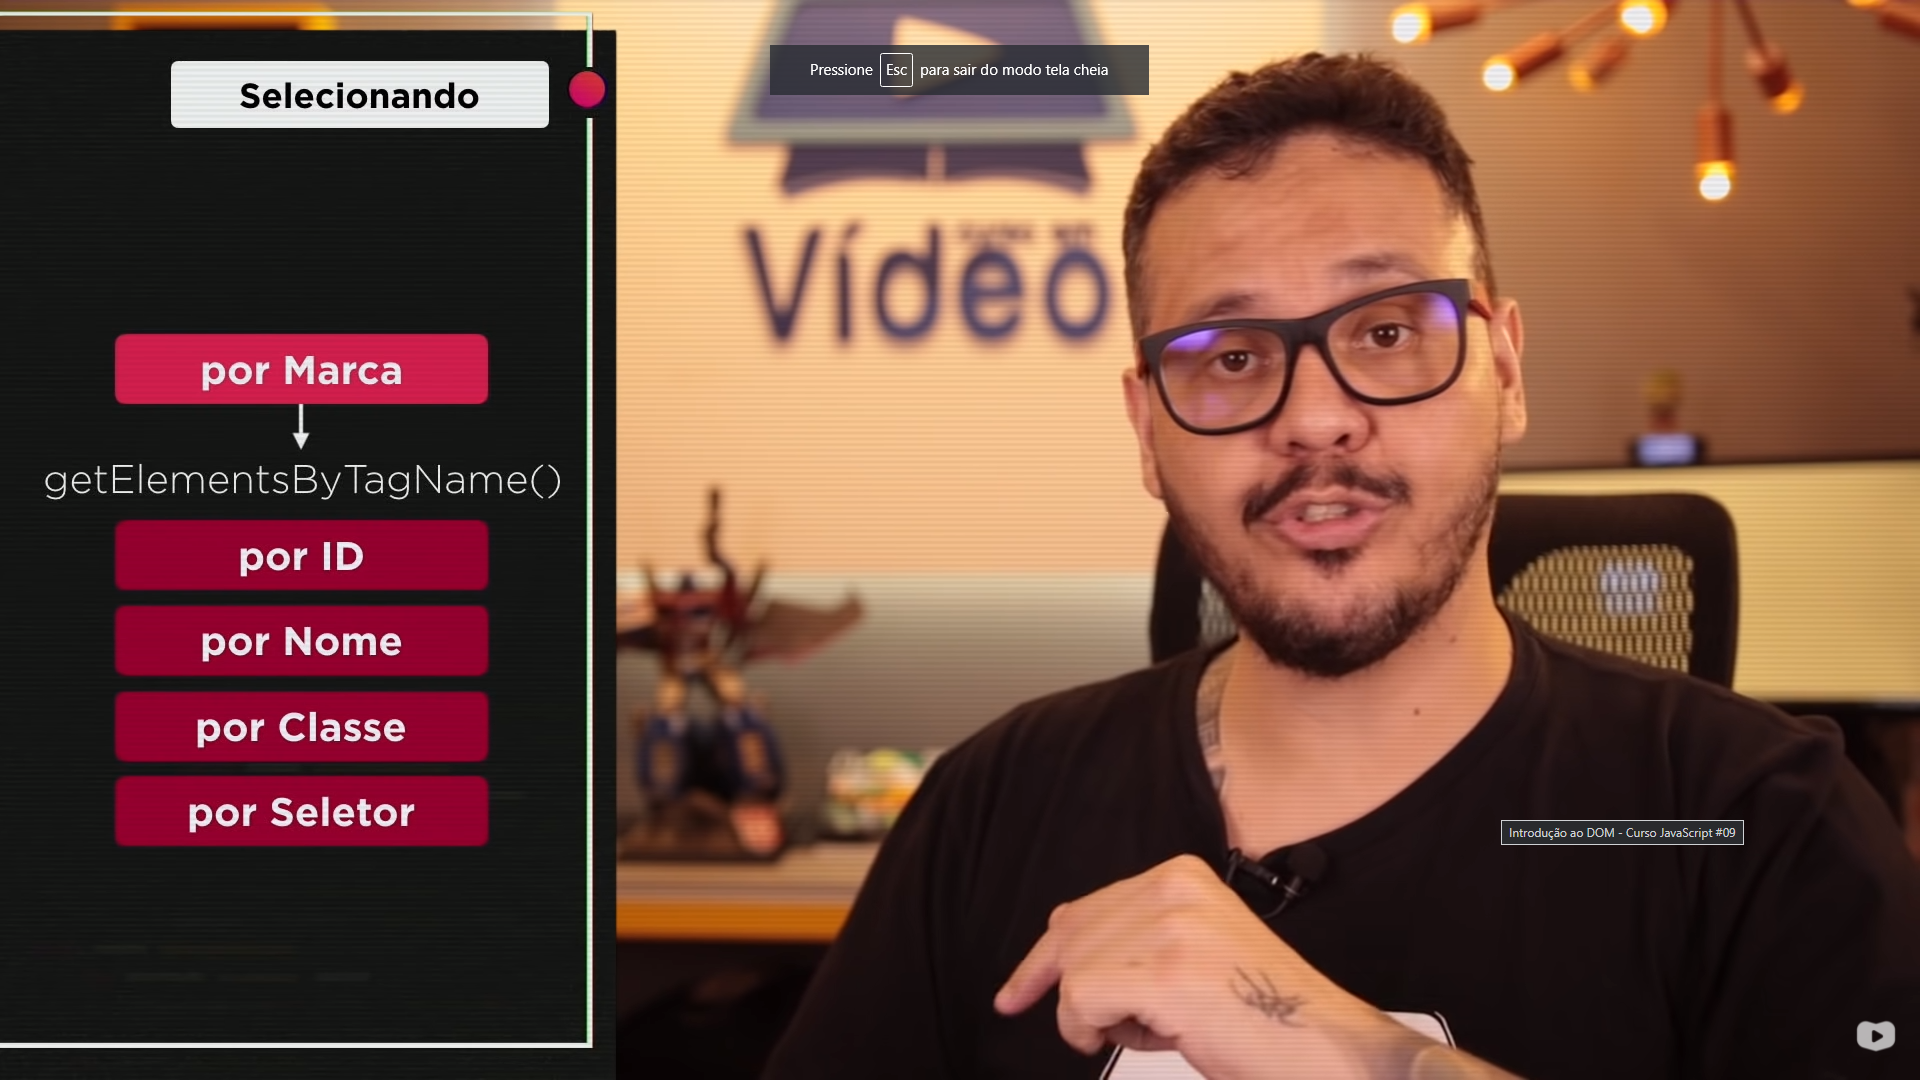 Selecionando
por Marca
getElementsByTagName()
por ID
por Nome
por Classe
por Seletor
Pressione Esc para sair do modo tela cheia
Vídeo
Introdução ao DOM - Curso JavaScript #09